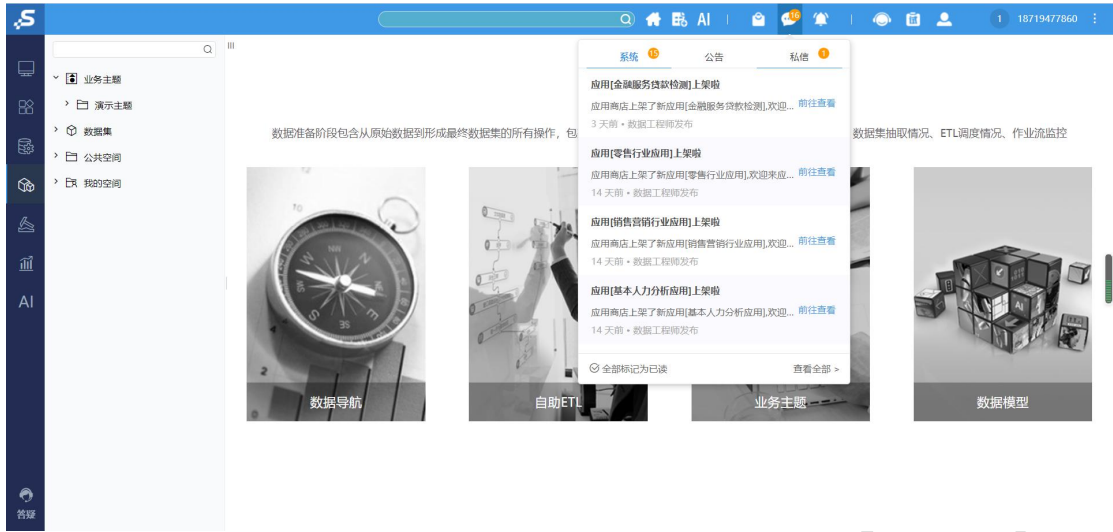 S
AI
16
1 18719477860
系统 15
公告
私信 1
应用[金融服务贷款检测]上架啦
应用商店上架了新应用[金融服务贷款检测],欢迎... 前往查看
3 天前 • 数据工程师发布
应用[零售行业应用]上架啦
应用商店上架了新应用[零售行业应用],欢迎来应... 前往查看
14 天前 • 数据工程师发布
应用[销售营销行业应用]上架啦
应用商店上架了新应用[销售营销行业应用],欢迎... 前往查看
14 天前 • 数据工程师发布
应用[基本人力分析应用]上架啦
应用商店上架了新应用[基本人力分析应用],欢迎... 前往查看
14 天前 • 数据工程师发布
全部标记为已读
查看全部 >
业务主题
演示主题
数据集
公共空间
我的空间
AI
答疑
数据准备阶段包含从原始数据到形成最终数据集的所有操作，包
数据集抽取情况、ETL调度情况、作业流监控
数据导航
自助ETL
业务主题
数据模型